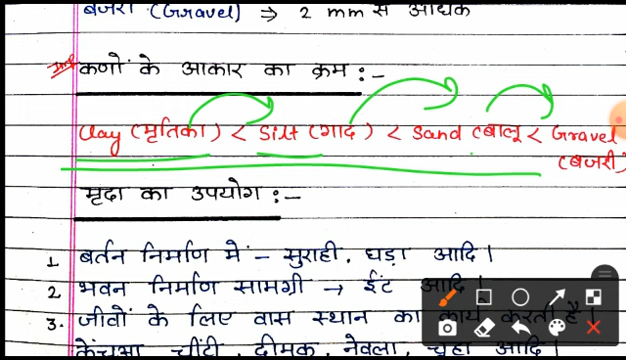 बजरी (Gravel) ⇒ 2 mm से अधिक
Imp कणों के आकार का क्रम :-
Clay (मृतिका) < Silt (गाद) < Sand (बालू < Gravel
(बजरी)
मृदा का उपयोग :-
1 बर्तन निर्माण में - सुराही, घड़ा आदि।
2 भवन निर्माण सामग्री → ईंट आदि।
3. जीवों के लिए वास स्थान का कार्य करती है।
केंचुआ चींटी, दीमक, नेवला, चूहा आदि।